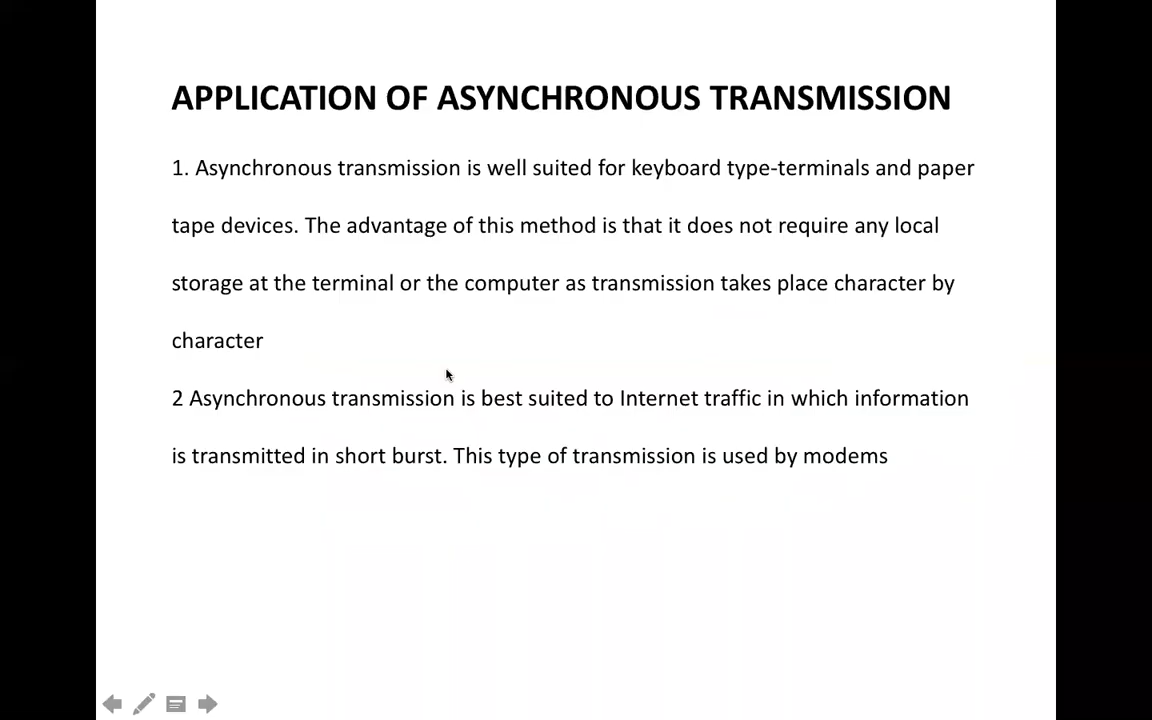 APPLICATION OF ASYNCHRONOUS TRANSMISSION
1. Asynchronous transmission is well suited for keyboard type-terminals and paper
tape devices. The advantage of this method is that it does not require any local
storage at the terminal or the computer as transmission takes place character by
character
2 Asynchronous transmission is best suited to Internet traffic in which information
is transmitted in short burst. This type of transmission is used by modems